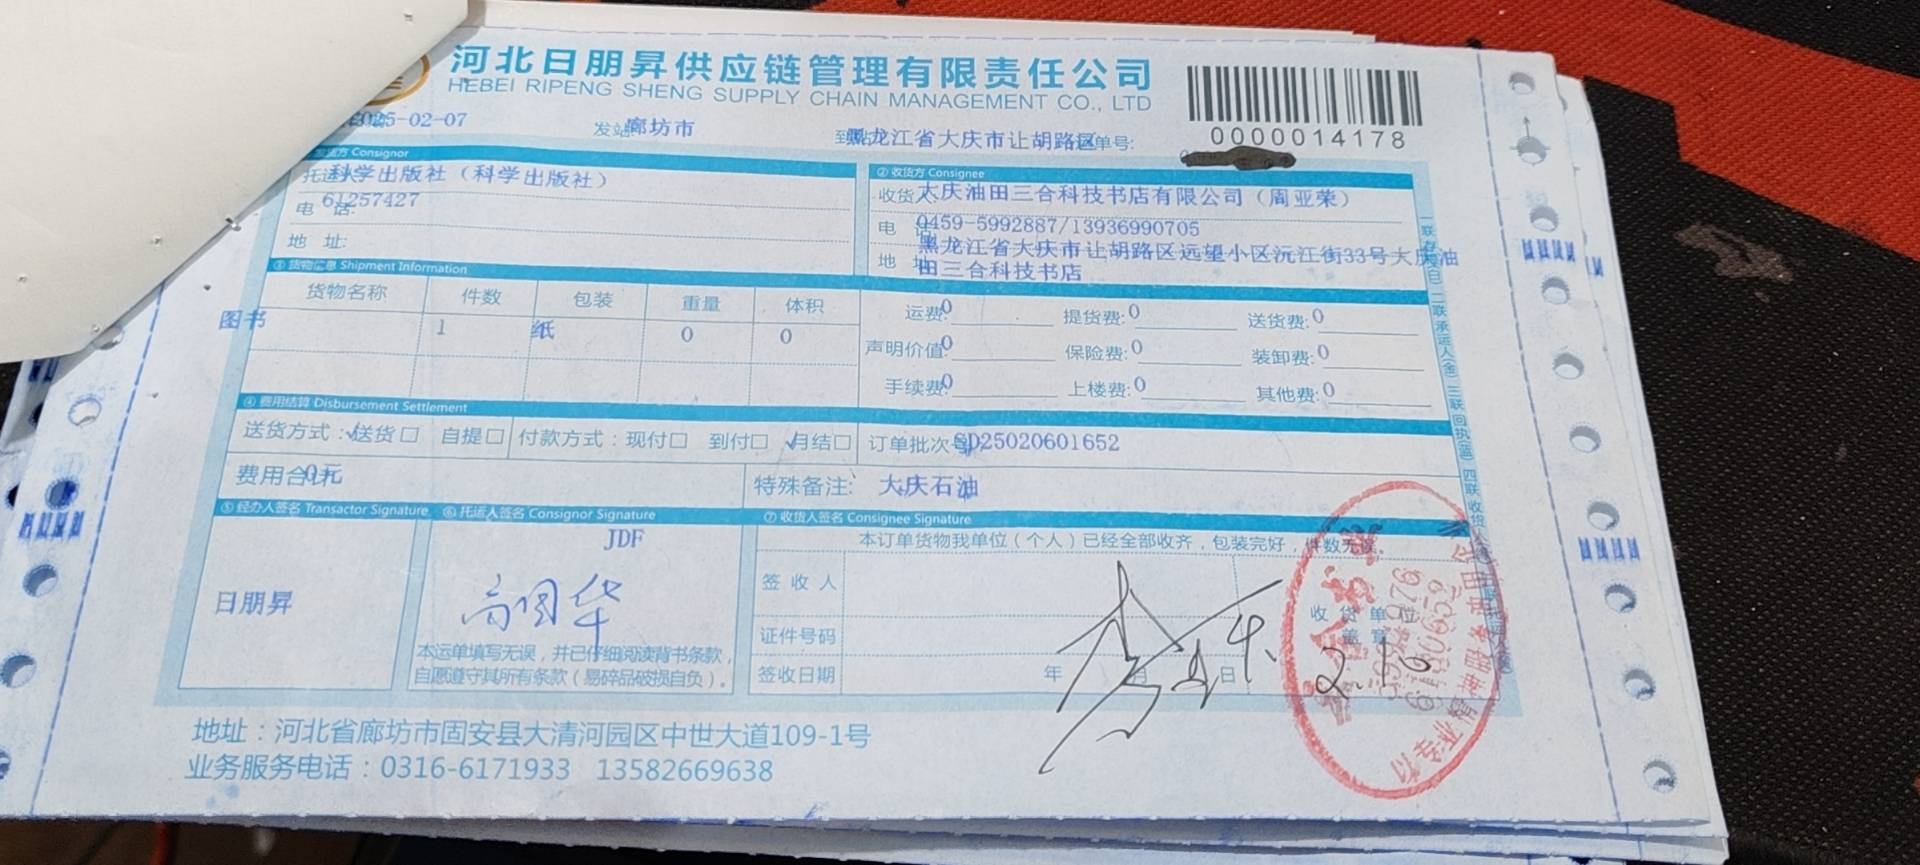 河北日朋昇供应链管理有限责任公司
HEBEI RIPENG SHENG SUPPLY CHAIN MANAGEMENT CO., LTD
0000014178
025-02-07 发站: 廊坊市 到站: 黑龙江省大庆市让胡路区 运单号:
发货方 Consignor
托运人: 科学出版社（科学出版社）
电 话: 61257427
地 址:
② 收货方 Consignee
收货人: 大庆油田三合科技书店有限公司（周亚荣）
电 话: 0459-5992887/13936990705
地 址: 黑龙江省大庆市让胡路区远望小区沅江街33号大庆油
田三合科技书店
③ 货物信息 Shipment Information
货物名称 件数 包装 重量 体积
图书 1 纸 0 0
运费: 0 提货费: 0 送货费: 0
声明价值: 0 保险费: 0 装卸费: 0
手续费: 0 上楼费: 0 其他费: 0
④ 费用结算 Disbursement Settlement
送货方式: √送货□ 自提□ 付款方式: 现付□ 到付□ √月结□ 订单批次号: SD25020601652
费用合计: 0元 特殊备注: 大庆石油
⑤ 经办人签名 Transactor Signature
日朋昇
⑥ 托运人签名 Consignor Signature
JDF
本运单填写无误，并已仔细阅读背书条款，
自愿遵守其所有条款（易碎品破损自负）。
⑦ 收货人签名 Consignee Signature
本订单货物我单位（个人）已经全部收齐，包装完好，件数无误。
签 收 人
证件号码
签收日期 年 月 日
收 货 单 位
盖 章
2.16
地址：河北省廊坊市固安县大清河园区中世大道109-1号
业务服务电话：0316-6171933 13582669638